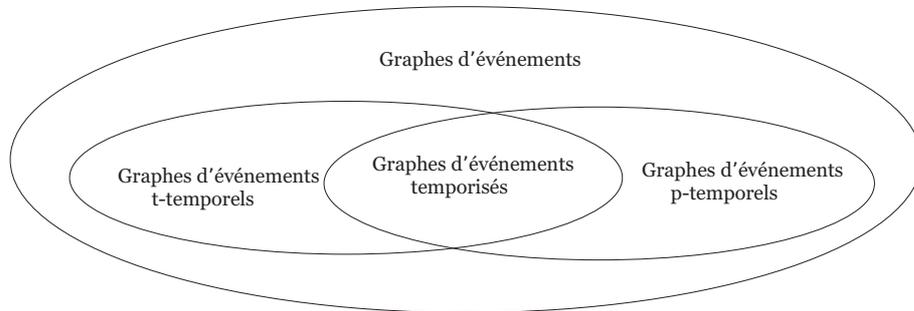 Graphes d'événements
Graphes d'événements
t-temporels
Graphes d'événements
temporisés
Graphes d'événements
p-temporels